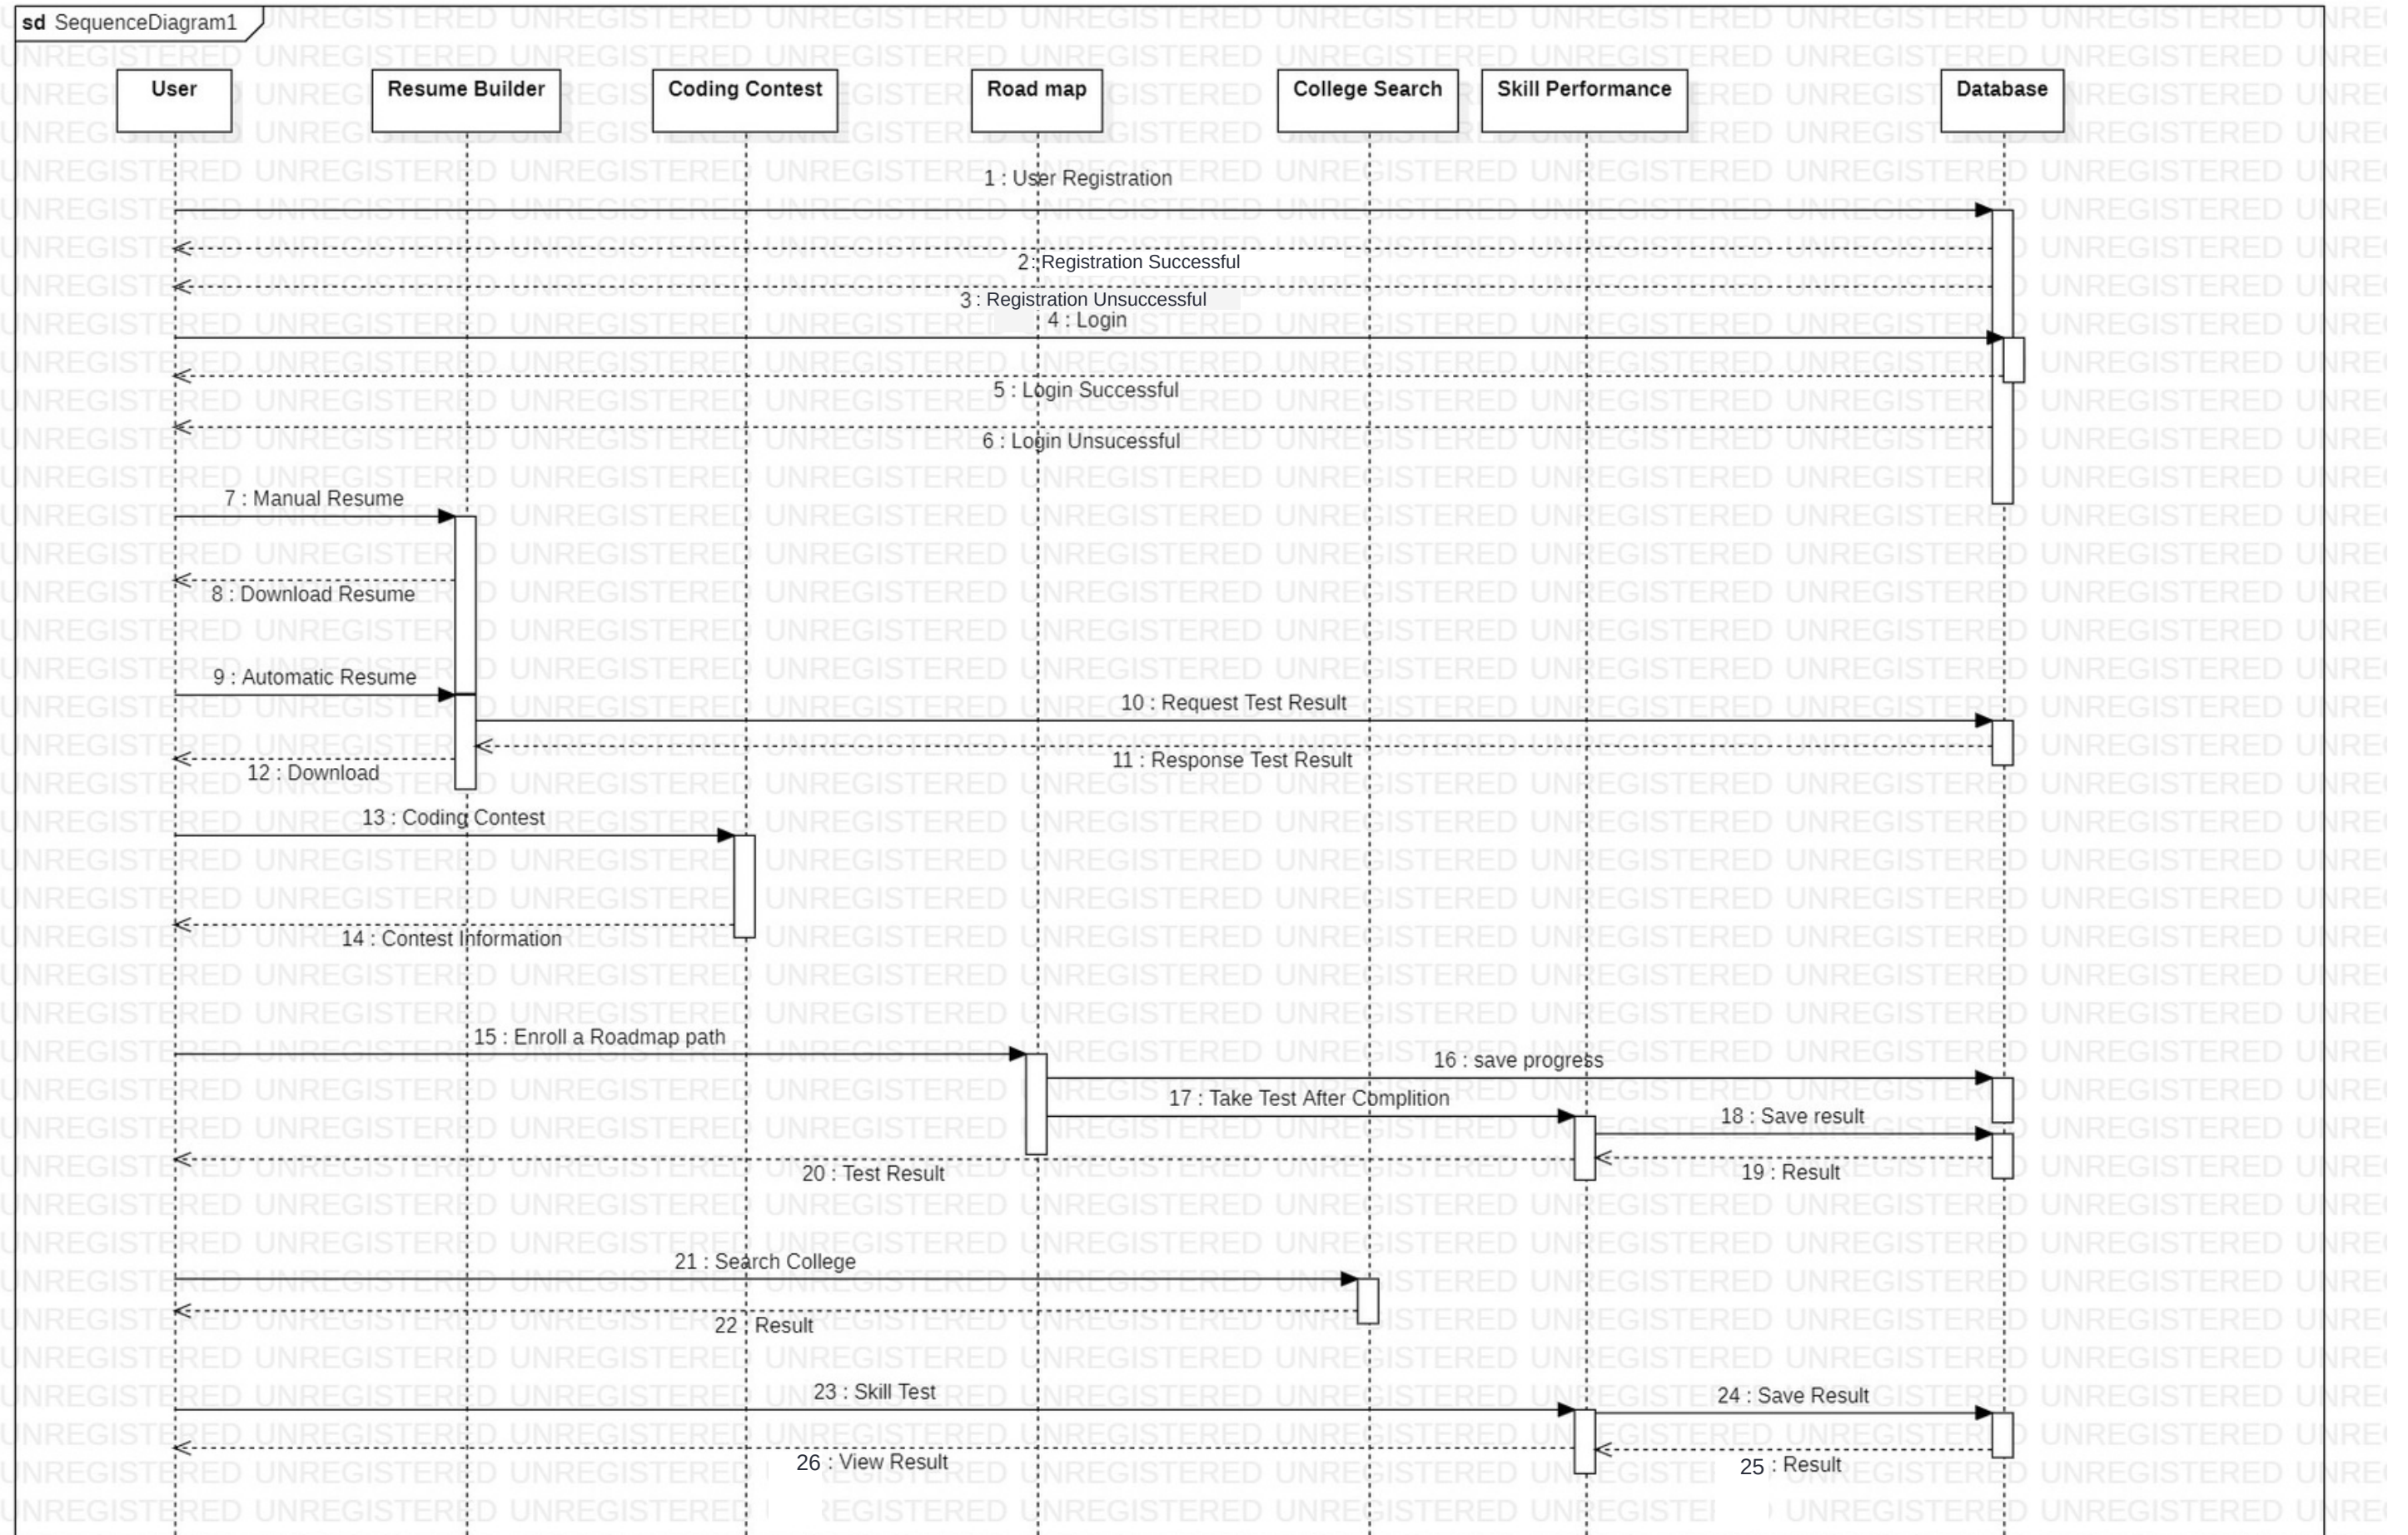 sd SequenceDiagram1
User
Resume Builder
Coding Contest
Road map
College Search
Skill Performance
Database
1 : User Registration
2 : Registration Successful
3 : Registration Unsuccessful
4 : Login
5 : Login Successful
6 : Login Unsucessful
7 : Manual Resume
8 : Download Resume
9 : Automatic Resume
10 : Request Test Result
11 : Response Test Result
12 : Download
13 : Coding Contest
14 : Contest Information
15 : Enroll a Roadmap path
16 : save progress
17 : Take Test After Complition
18 : Save result
19 : Result
20 : Test Result
21 : Search College
22 : Result
23 : Skill Test
24 : Save Result
25 : Result
26 : View Result
UNREGISTERED